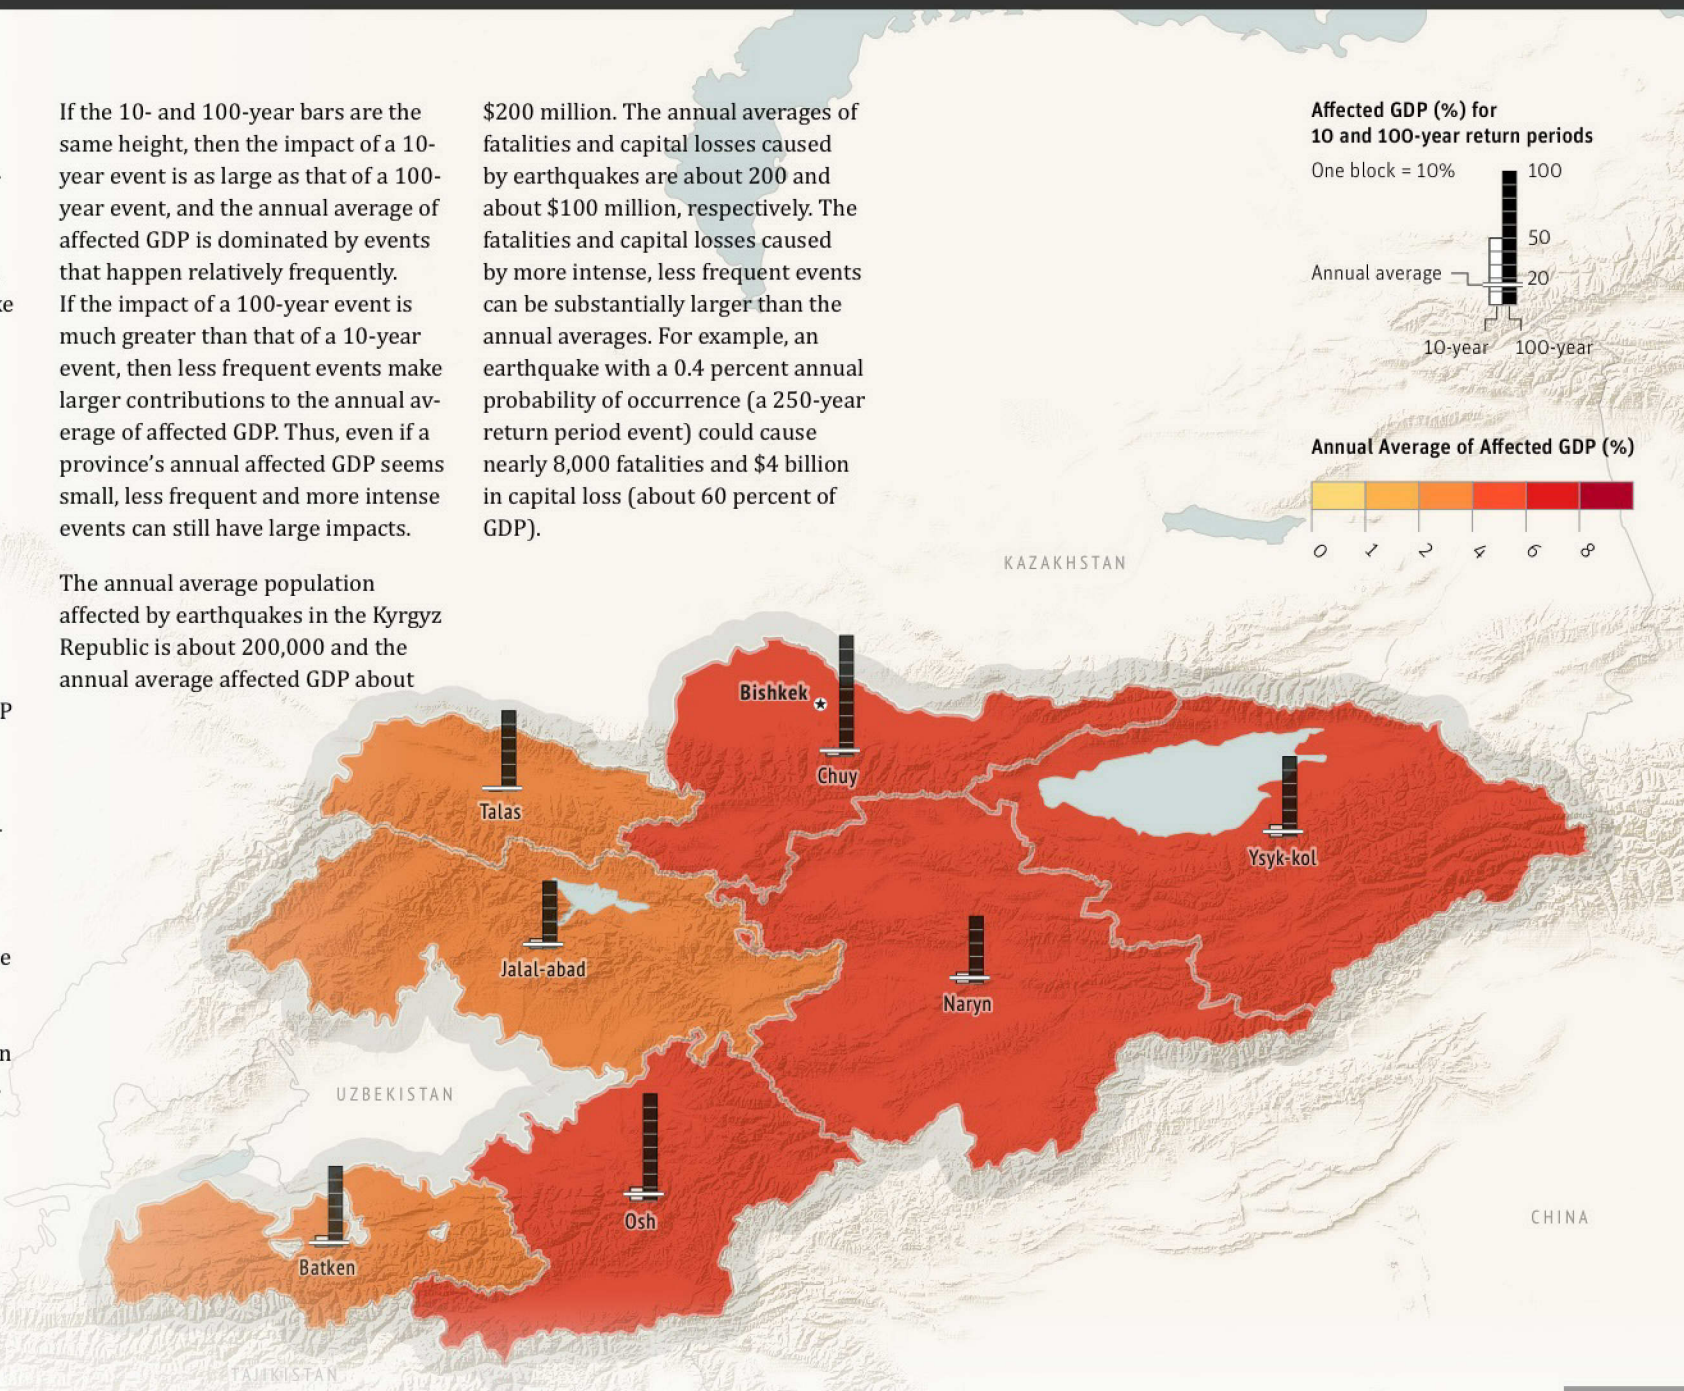 If the 10- and 100-year bars are the
same height, then the impact of a 10-
year event is as large as that of a 100-
year event, and the annual average of
affected GDP is dominated by events
that happen relatively frequently.
If the impact of a 100-year event is
much greater than that of a 10-year
event, then less frequent events make
larger contributions to the annual av-
erage of affected GDP. Thus, even if a
province's annual affected GDP seems
small, less frequent and more intense
events can still have large impacts.
The annual average population
affected by earthquakes in the Kyrgyz
Republic is about 200,000 and the
annual average affected GDP about
$200 million. The annual averages of
fatalities and capital losses caused
by earthquakes are about 200 and
about $100 million, respectively. The
fatalities and capital losses caused
by more intense, less frequent events
can be substantially larger than the
annual averages. For example, an
earthquake with a 0.4 percent annual
probability of occurrence (a 250-year
return period event) could cause
nearly 8,000 fatalities and $4 billion
in capital loss (about 60 percent of
GDP).
Affected GDP (%) for
10 and 100-year return periods
One block = 10%
100
50
Annual average
20
10-year 100-year
Annual Average of Affected GDP (%)
0 1 2 4 6 8
KAZAKHSTAN
Bishkek
Chuy
Talas
Ysyk-kol
Jalal-abad
Naryn
UZBEKISTAN
Osh
CHINA
Batken
TAJIKISTAN